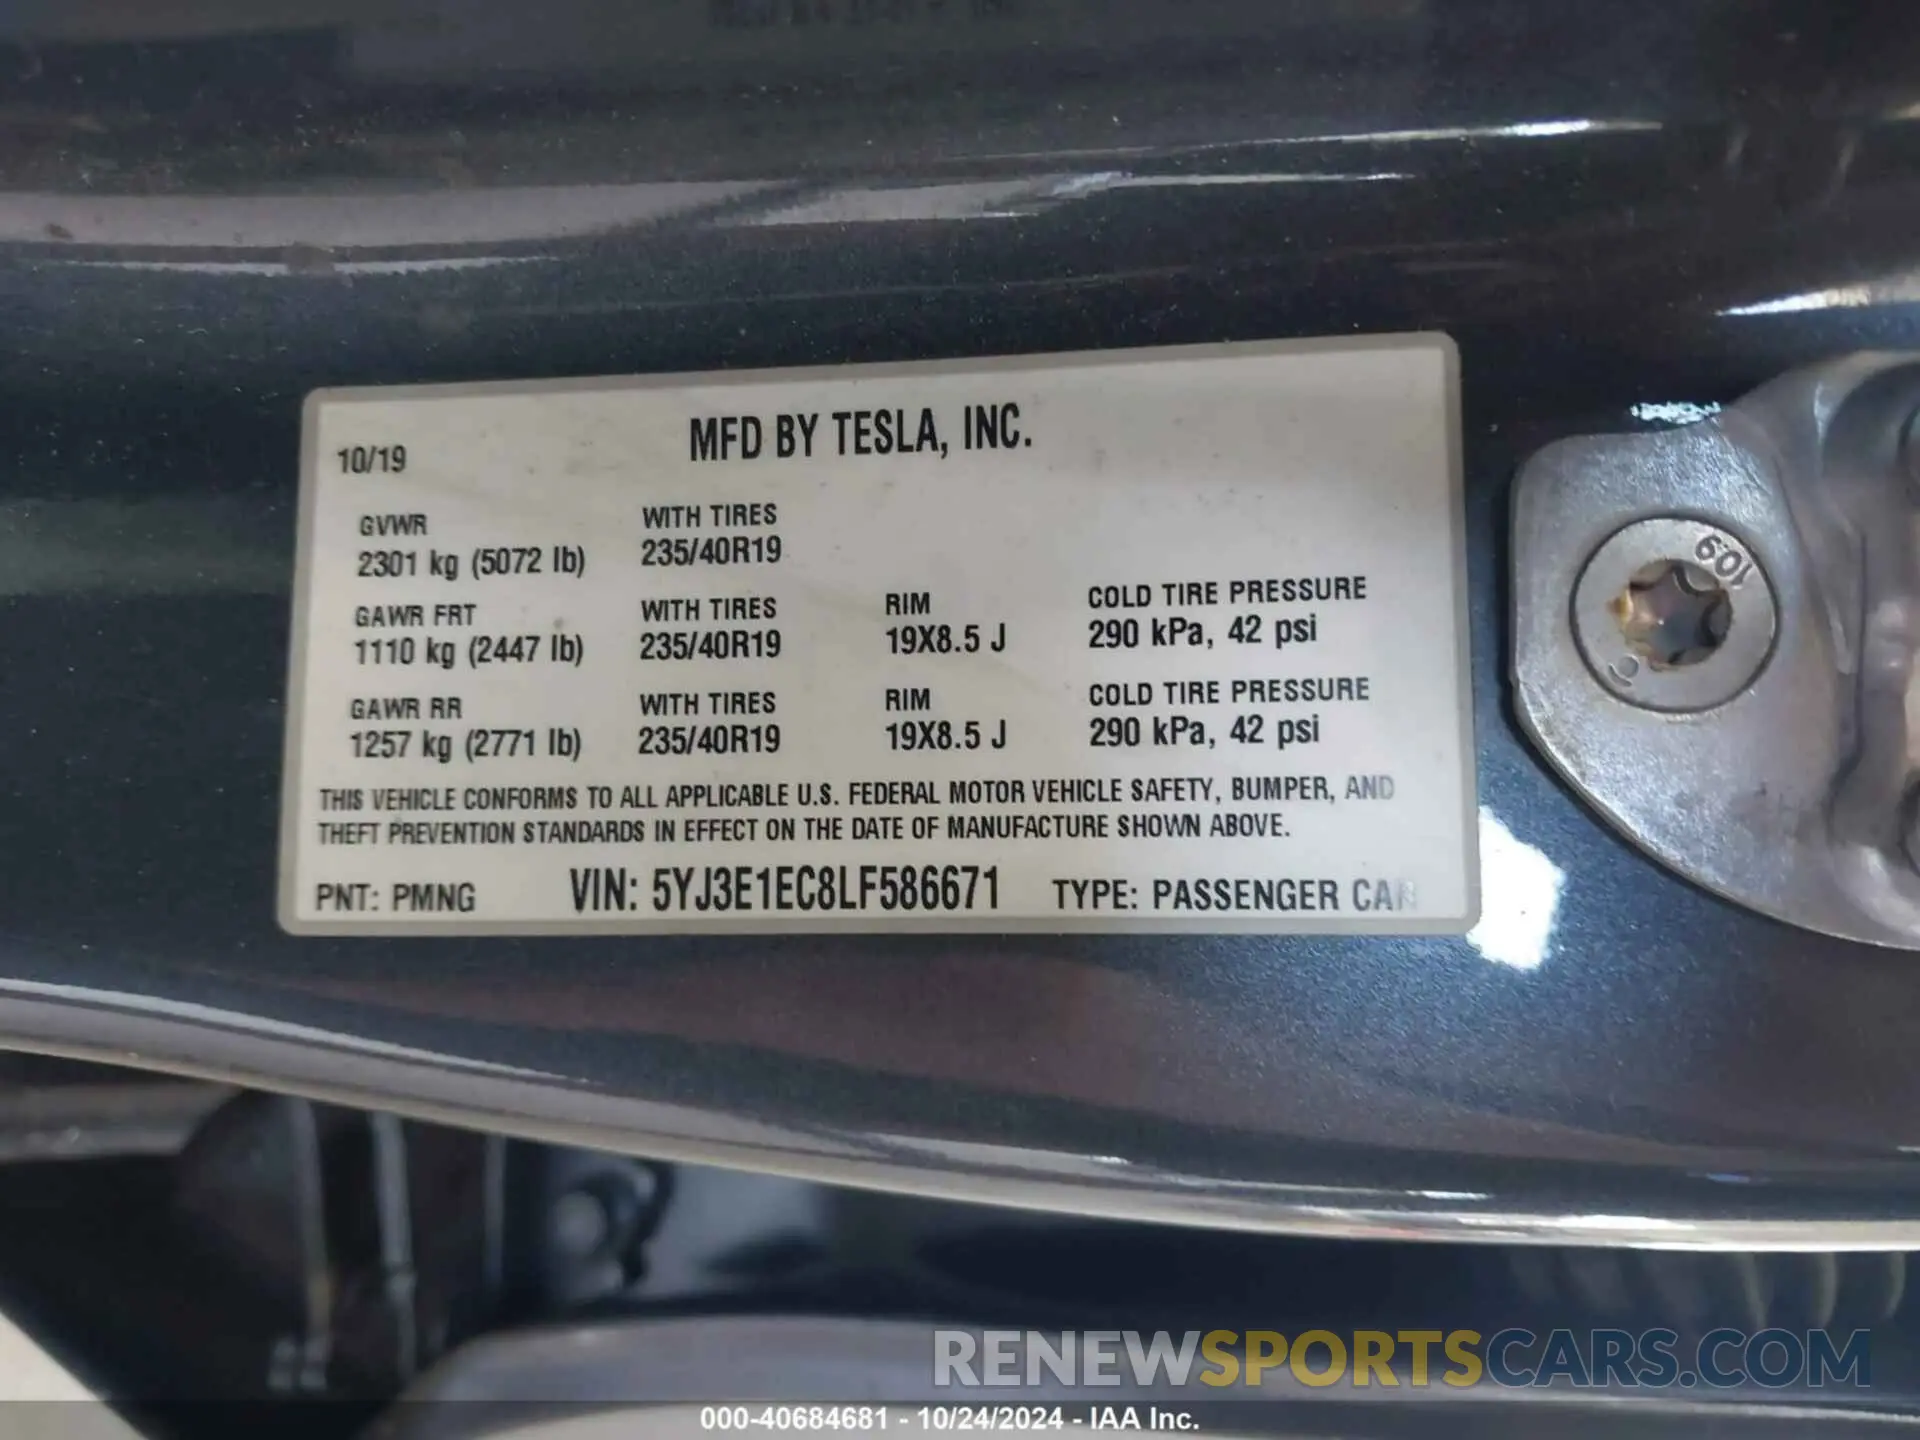 10/19
MFD BY TESLA, INC.
GVWR
2301 kg (5072 lb)
WITH TIRES
235/40R19
GAWR FRT
1110 kg (2447 lb)
WITH TIRES
235/40R19
RIM
19X8.5 J
COLD TIRE PRESSURE
290 kPa, 42 psi
GAWR RR
1257 kg (2771 lb)
WITH TIRES
235/40R19
RIM
19X8.5 J
COLD TIRE PRESSURE
290 kPa, 42 psi
THIS VEHICLE CONFORMS TO ALL APPLICABLE U.S. FEDERAL MOTOR VEHICLE SAFETY, BUMPER, AND
THEFT PREVENTION STANDARDS IN EFFECT ON THE DATE OF MANUFACTURE SHOWN ABOVE.
PNT: PMNG VIN: 5YJ3E1EC8LF586671 TYPE: PASSENGER CAR
10.9
RENEWSPORTSCARS.COM
000-40684681 - 10/24/2024 - IAA Inc.